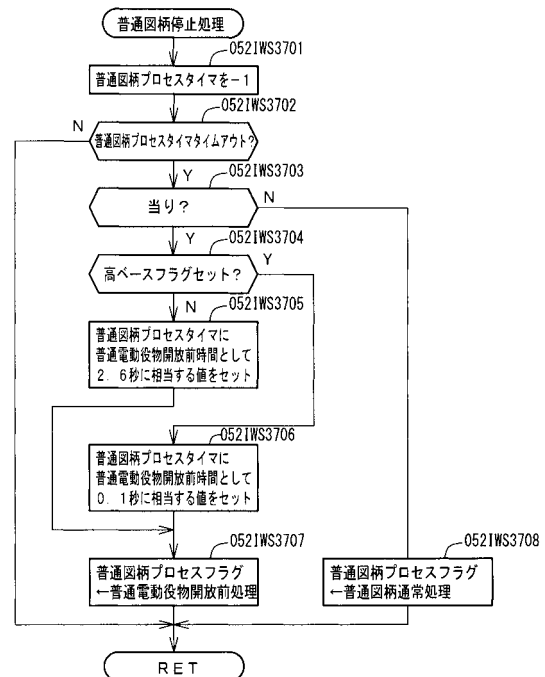 普通図柄停止処理
052IWS3701
普通図柄プロセスタイマを−1
052IWS3702
N
普通図柄プロセスタイマタイムアウト?
Y
052IWS3703
当り?
N
Y
052IWS3704
高ベースフラグセット?
Y
N
052IWS3705
普通図柄プロセスタイマに
普通電動役物開放前時間として
2.6秒に相当する値をセット
052IWS3706
普通図柄プロセスタイマに
普通電動役物開放前時間として
0.1秒に相当する値をセット
052IWS3707
普通図柄プロセスフラグ
←普通電動役物開放前処理
052IWS3708
普通図柄プロセスフラグ
←普通図柄通常処理
RET